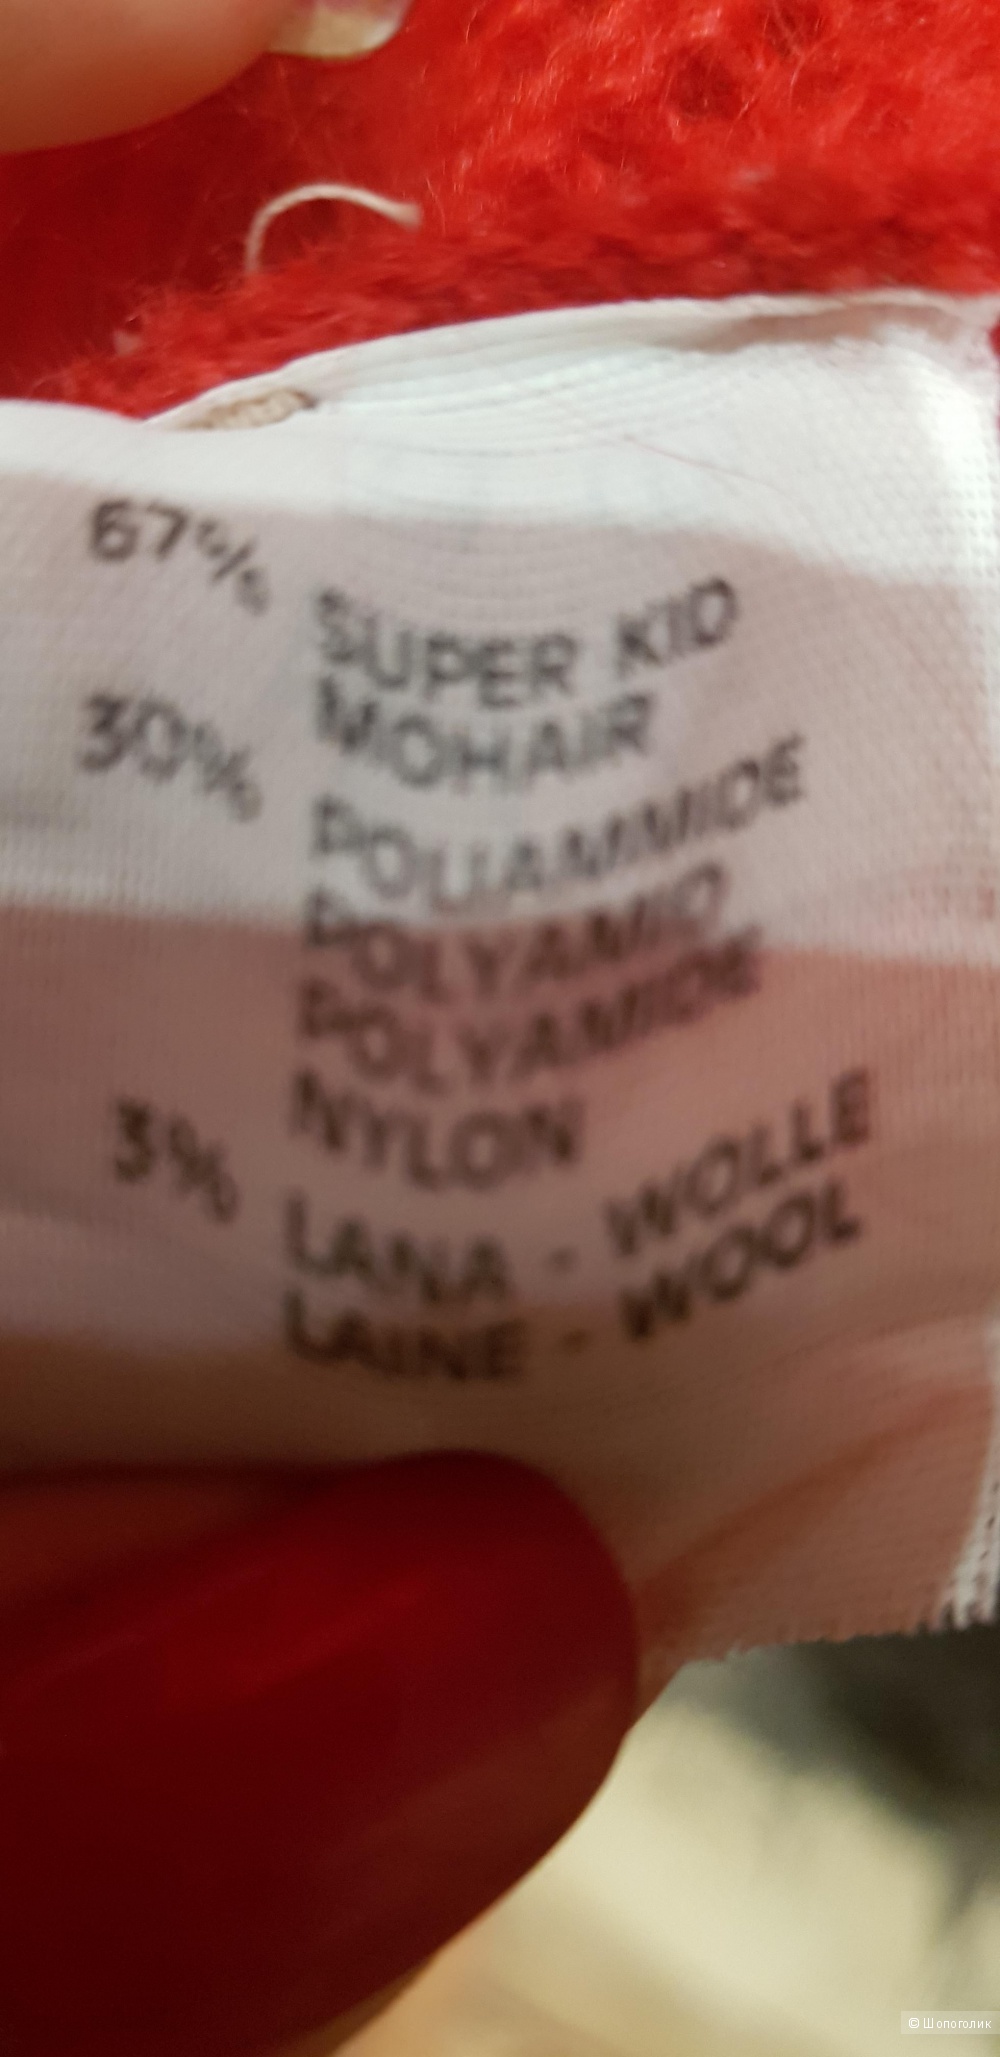 67% SUPER KID
MOHAIR
30% POLIAMMIDE
POLYAMID
POLYAMIDE
NYLON
3% LANA - WOLLE
LAINE - WOOL
© Шопоголик